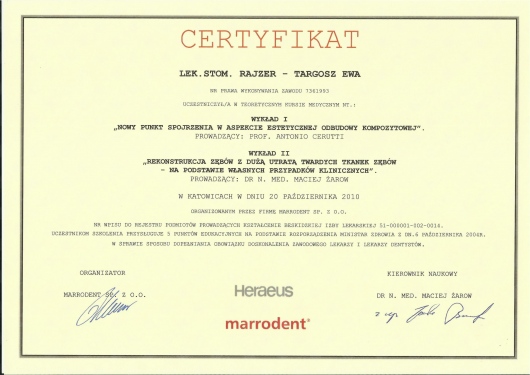 CERTYFIKAT
LEK.STOM. RAJZER - TARGOSZ EWA
NR PRAWA WYKONYWANIA ZAWODU 7361993
UCZESTNICZYŁ/A W TEORETYCZNYM KURSIE MEDYCZNYM NT.:
WYKŁAD I
„NOWY PUNKT SPOJRZENIA W ASPEKCIE ESTETYCZNEJ ODBUDOWY KOMPOZYTOWEJ".
PROWADZĄCY: PROF. ANTONIO CERUTTI
WYKŁAD II
„REKONSTRUKCJA ZĘBÓW Z DUŻĄ UTRATĄ TWARDYCH TKANEK ZĘBÓW
- NA PODSTAWIE WŁASNYCH PRZYPADKÓW KLINICZNYCH".
PROWADZĄCY: DR N. MED. MACIEJ ŻAROW
W KATOWICACH W DNIU 20 PAŹDZIERNIKA 2010
ORGANIZOWANYM PRZEZ FIRMĘ MARRODENT SP. Z O.O.
NR WPISU DO REJESTRU PODMIOTÓW PROWADZĄCYCH KSZTAŁCENIE BESKIDZKIEJ IZBY LEKARSKIEJ 51-000001-002-0014.
UCZESTNIKOM SZKOLENIA PRZYSŁUGUJE 5 PUNKTÓW EDUKACYJNYCH NA PODSTAWIE ROZPORZĄDZENIA MINISTRA ZDROWIA Z DN.6 PAŹDZIERNIKA 2004R.
W SPRAWIE SPOSOBU DOPEŁNIANIA OBOWIĄZKU DOSKONALENIA ZAWODOWEGO LEKARZY I LEKARZY DENTYSTÓW.
ORGANIZATOR
KIEROWNIK NAUKOWY
MARRODENT SP. Z O.O.
Heraeus
DR N. MED. MACIEJ ŻAROW
marrodent®